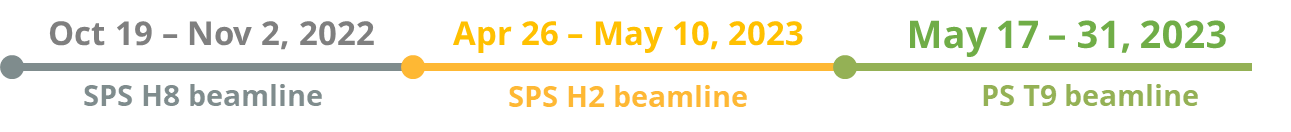 Oct 19 – Nov 2, 2022
Apr 26 – May 10, 2023
May 17 – 31, 2023
SPS H8 beamline
SPS H2 beamline
PS T9 beamline